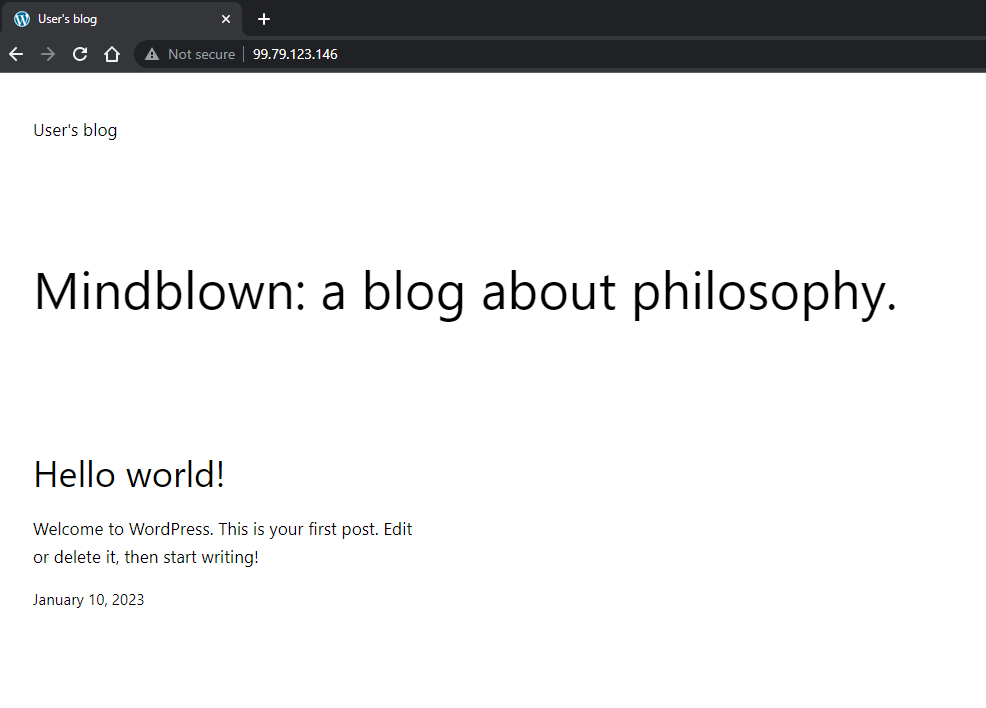 User's blog
Not secure
99.79.123.146
User's blog
Mindblown: a blog about philosophy.
Hello world!
Welcome to WordPress. This is your first post. Edit
or delete it, then start writing!
January 10, 2023